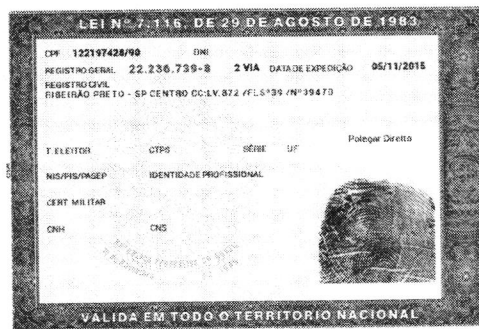 LEI Nº 7.116, DE 29 DE AGOSTO DE 1983
CPF 122197428/90 DNI
REGISTRO GERAL 22.236.739-8 2 VIA DATA DE EXPEDIÇÃO 05/11/2015
REGISTRO CIVIL
RIBEIRÃO PRETO - SP CENTRO CC:LV.872 /FLSº39 /Nº39470
Polegar Direito
T. ELEITOR CTPS SÉRIE UF
NIS/PIS/PASEP IDENTIDADE PROFISSIONAL
CERT. MILITAR
CNH CNS
VALIDA EM TODO O TERRITORIO NACIONAL